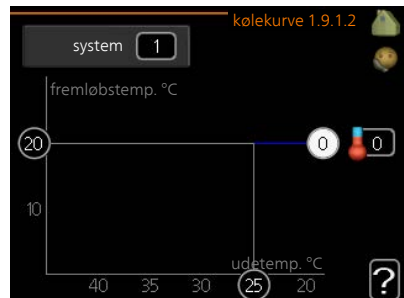 kølekurve 1.9.1.2
system 1
fremløbstemp. °C
20
0
0
10
udetemp. °C
40 35 30 25 20
?